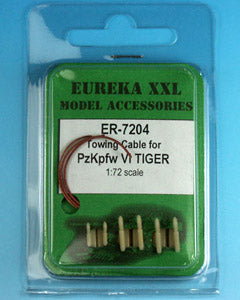 EUREKA XXL
MODEL ACCESSORIES
ER-7204
Towing Cable for
PzKpfw VI TIGER
1:72 scale